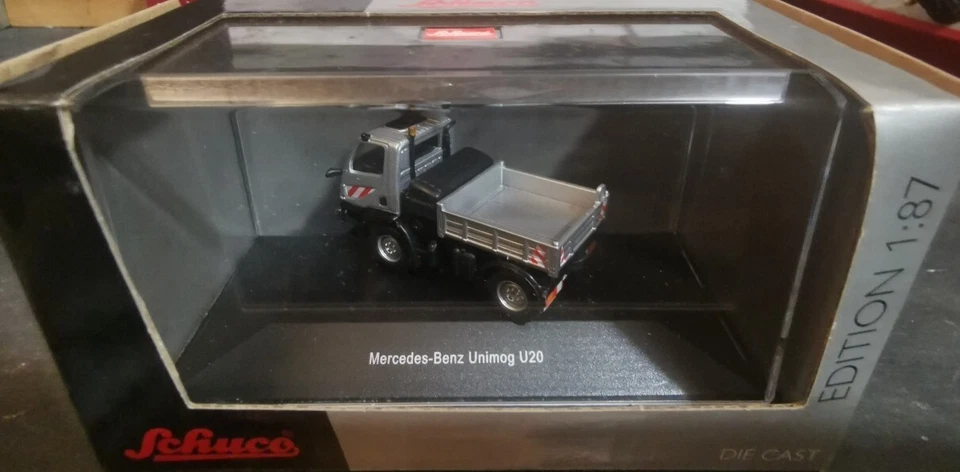 Mercedes-Benz Unimog U20
Schuco
EDITION 1:87
DIE CAST